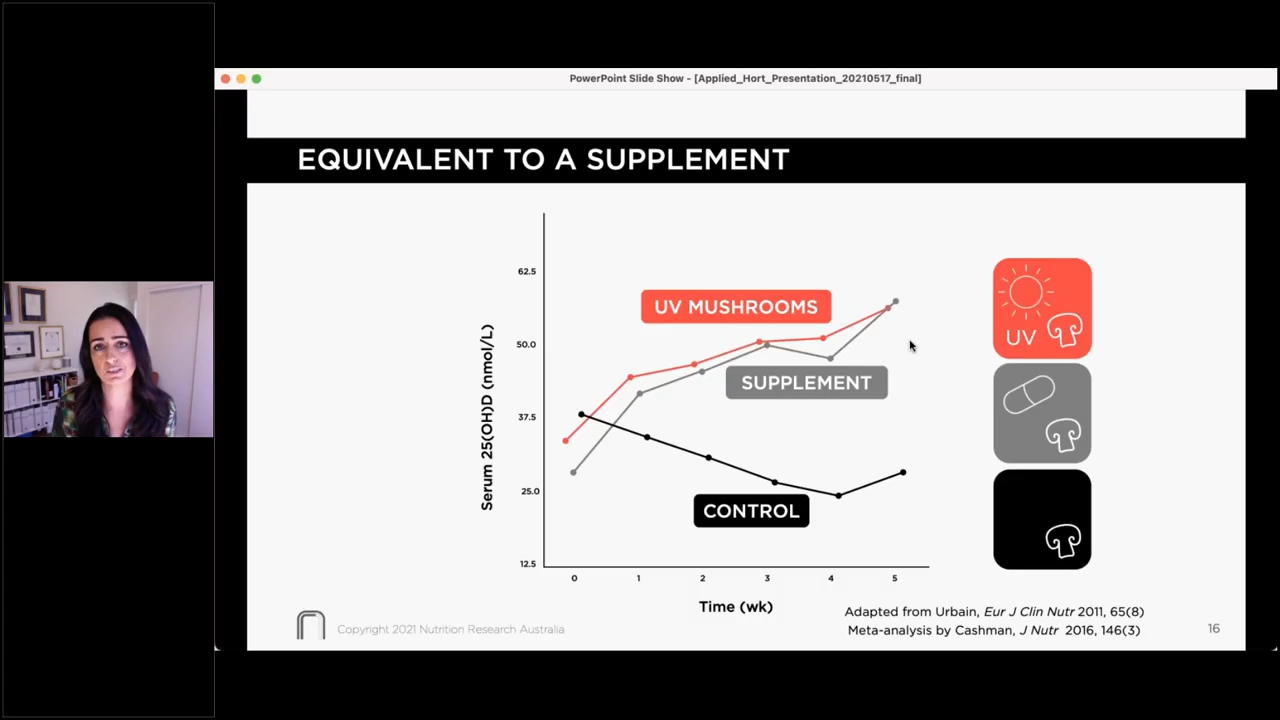 PowerPoint Slide Show - [Applied_Hort_Presentation_20210517_final]
EQUIVALENT TO A SUPPLEMENT
Serum 25(OH)D (nmol/L)
62.5
50.0
37.5
25.0
12.5
UV MUSHROOMS
SUPPLEMENT
CONTROL
0 1 2 3 4 5
Time (wk)
UV
Adapted from Urbain, Eur J Clin Nutr 2011, 65(8)
Meta-analysis by Cashman, J Nutr 2016, 146(3)
Copyright 2021 Nutrition Research Australia
16